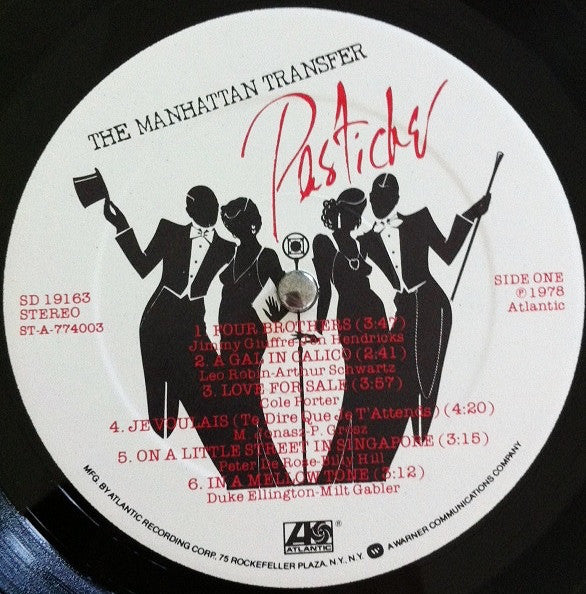 THE MANHATTAN TRANSFER
Pastiche
SD 19163
STEREO
ST-A-774003
SIDE ONE
℗ 1978
Atlantic
1. FOUR BROTHERS (3:47)
Jimmy Giuffre-Jon Hendricks
2. A GAL IN CALICO (2:41)
Leo Robin-Arthur Schwartz
3. LOVE FOR SALE (3:57)
Cole Porter
4. JE VOULAIS (Te Dire Que Je T'Attends) (4:20)
M. Jonasz-P. Grosz
5. ON A LITTLE STREET IN SINGAPORE (3:15)
Peter De Rose-Billy Hill
6. IN A MELLOW TONE (3:12)
Duke Ellington-Milt Gabler
ATLANTIC ®
MFG. BY ATLANTIC RECORDING CORP. 75 ROCKEFELLER PLAZA, N.Y., N.Y. A WARNER COMMUNICATIONS COMPANY